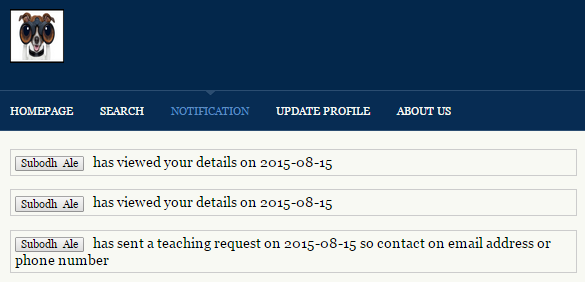 HOMEPAGE SEARCH NOTIFICATION UPDATE PROFILE ABOUT US
Subodh Ale has viewed your details on 2015-08-15
Subodh Ale has viewed your details on 2015-08-15
Subodh Ale has sent a teaching request on 2015-08-15 so contact on email address or
phone number